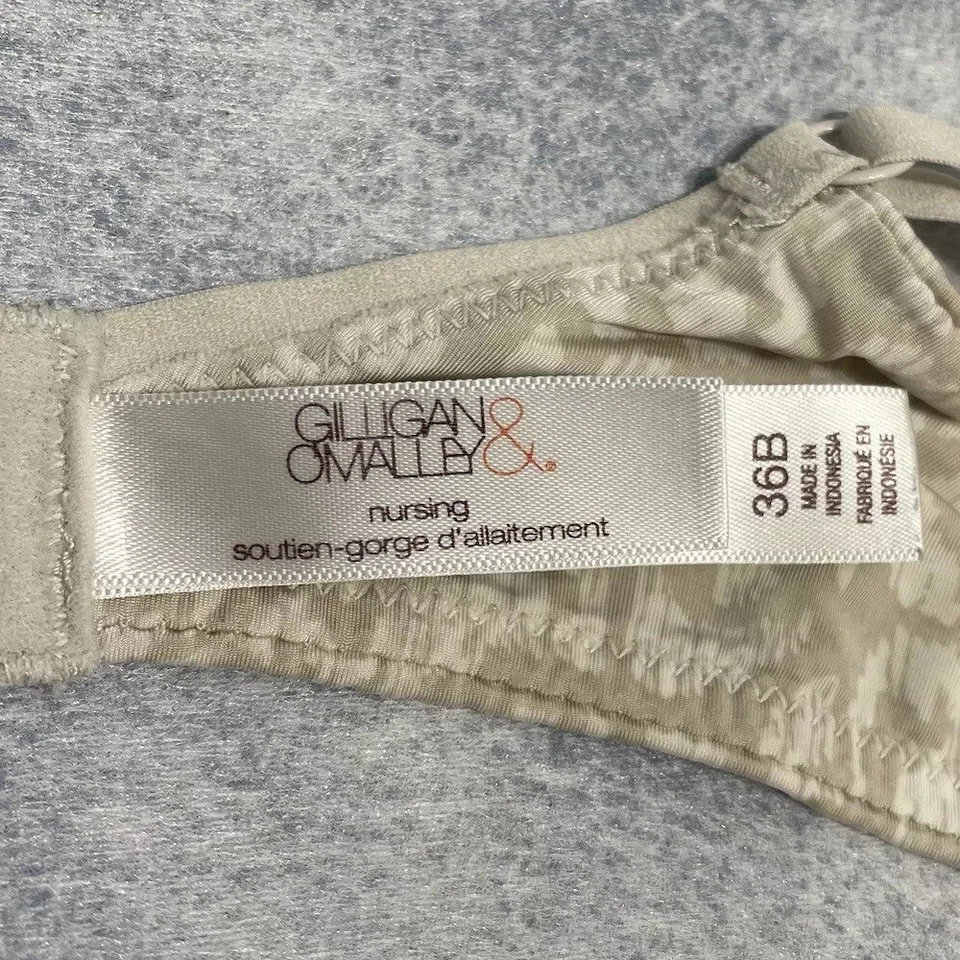 GILLIGAN &
O'MALLEY ®
nursing
soutien-gorge d'allaitement
36B
MADE IN
INDONESIA
FABRIQUÉ EN
INDONÉSIE